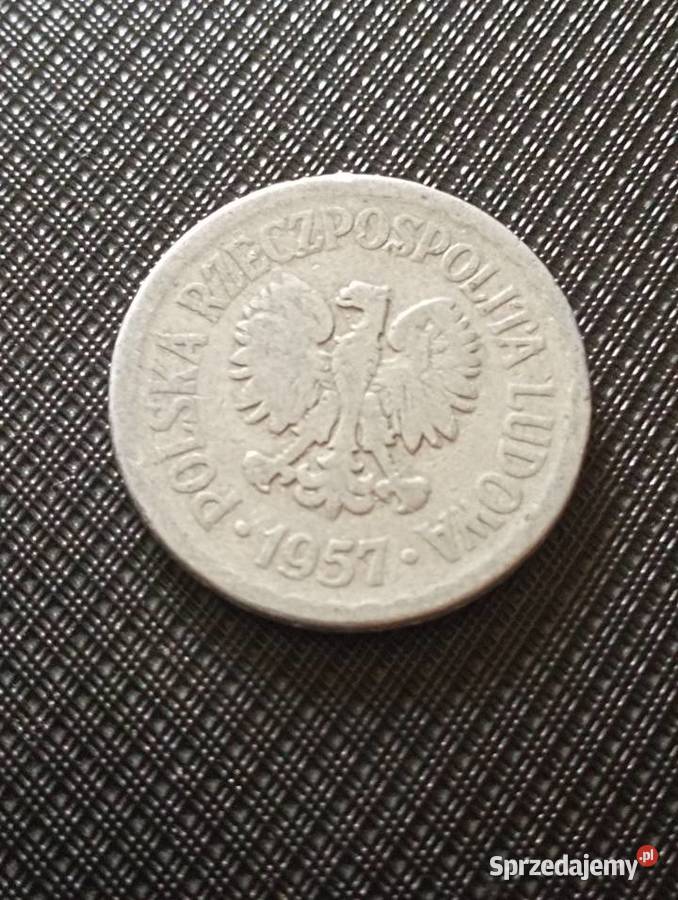 POLSKA RZECZPOSPOLITA LUDOWA
• 1957 •
Sprzedajemy.pl